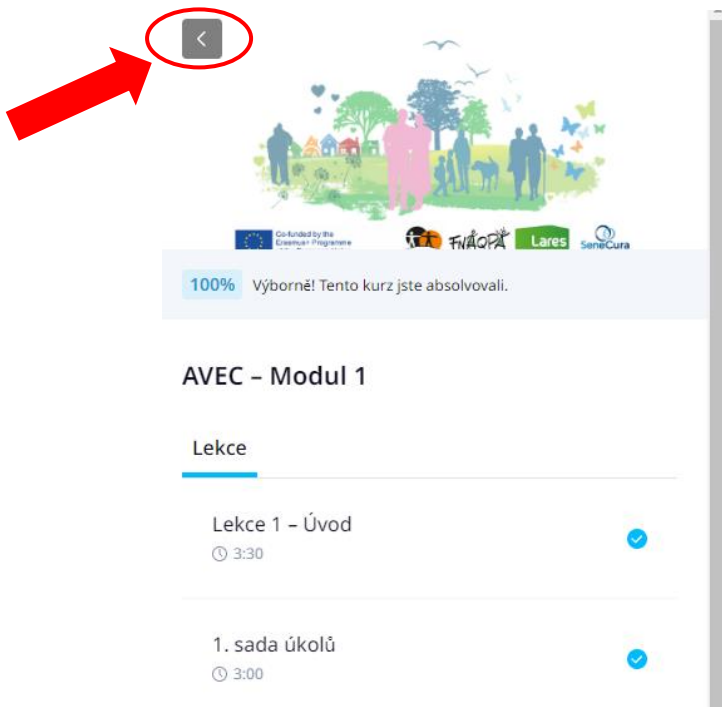 Co-funded by the
Erasmus+ Programme
FNAQPA Lares SeneCura
100% Výborně! Tento kurz jste absolvovali.
AVEC – Modul 1
Lekce
Lekce 1 – Úvod
3:30
1. sada úkolů
3:00